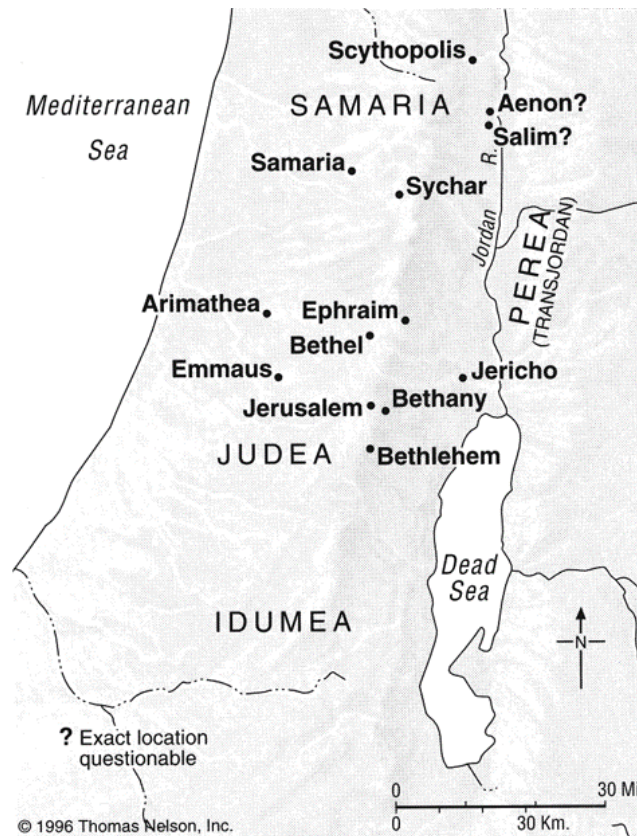 Scythopolis
Mediterranean
Sea
SAMARIA
Aenon?
Salim?
Samaria
Sychar
Jordan R.
PEREA
(TRANSJORDAN)
Arimathea
Ephraim
Bethel
Emmaus
Jericho
Jerusalem
Bethany
JUDEA
Bethlehem
Dead
Sea
IDUMEA
N
? Exact location
questionable
0 30 Mi
0 30 Km.
© 1996 Thomas Nelson, Inc.